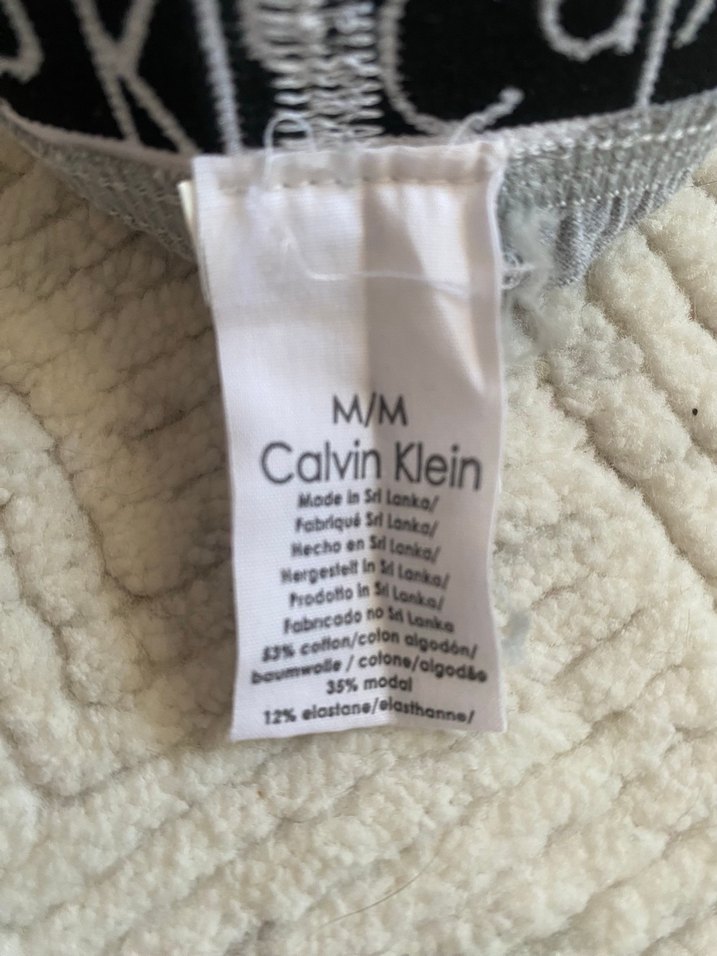 M/M
Calvin Klein
Made in Sri Lanka/
Fabriqué Sri Lanka/
Hecho en Sri Lanka/
Hergestelt in Sri Lanka/
Prodotto in Sri Lanka/
Fabricado no Sri Lanka
53% cotton/coton algodón/
baumwolle / cotone/algodão
35% modal
12% elastane/elasthanne/